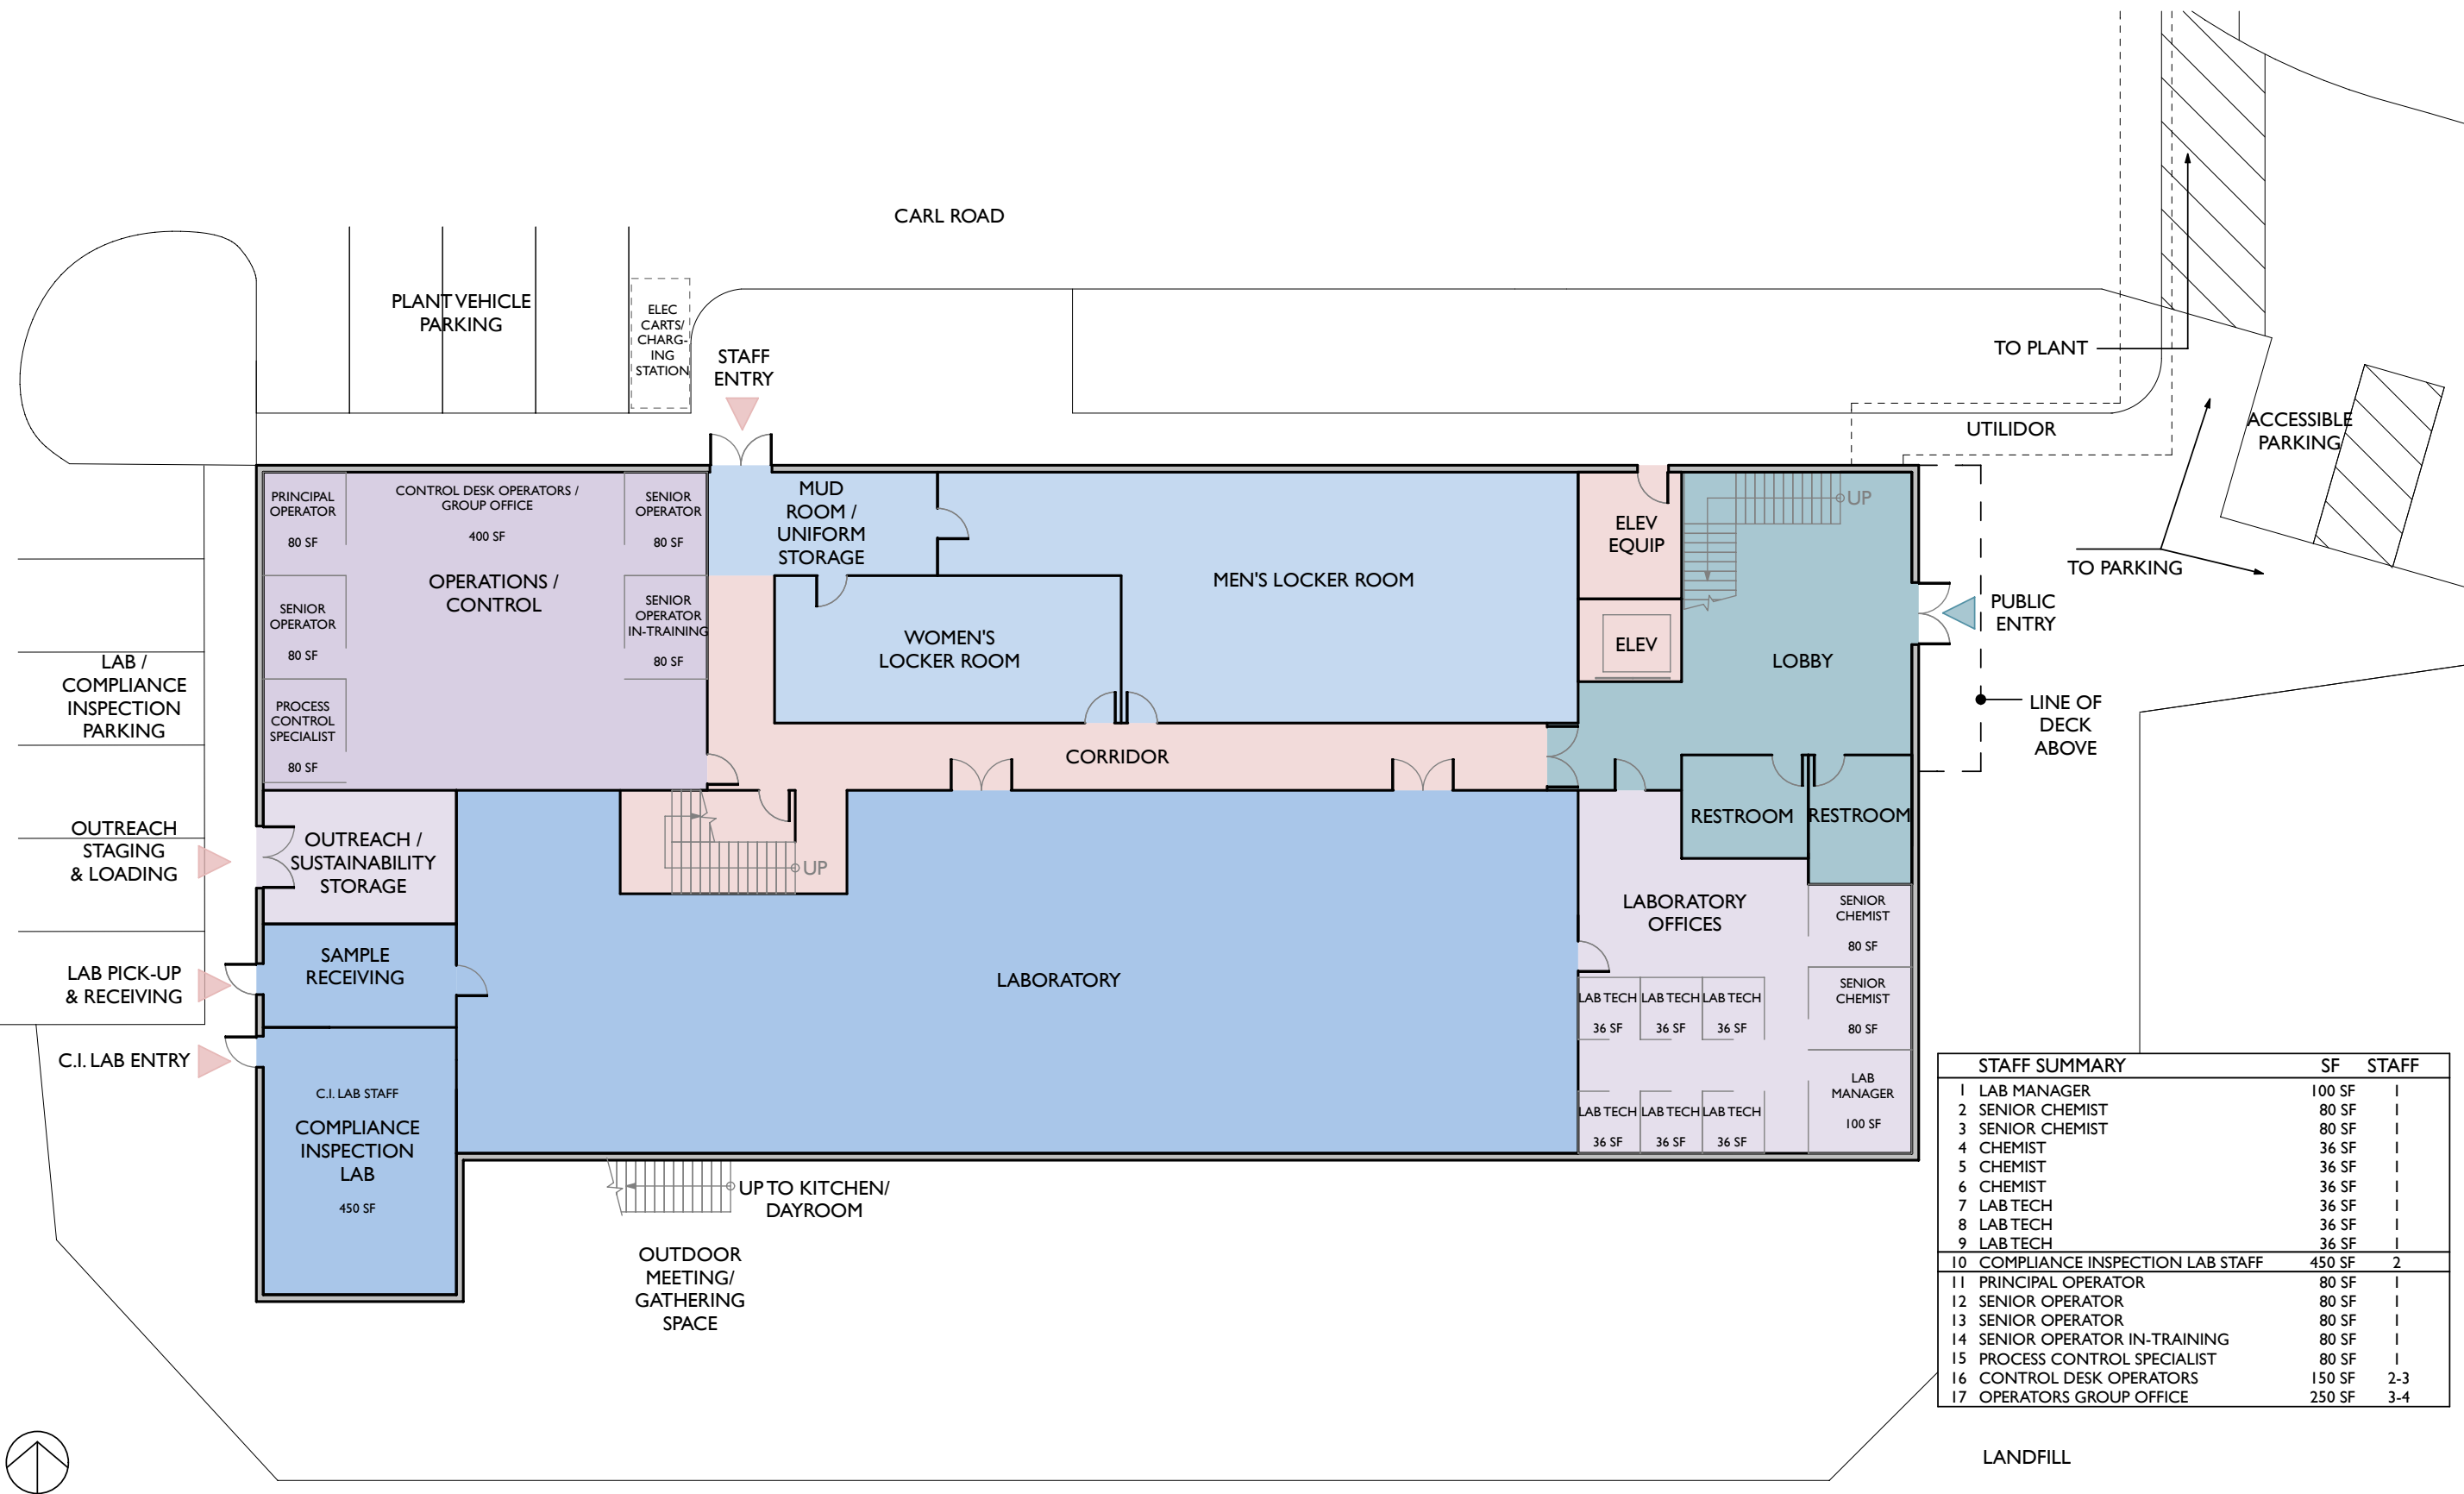 CARL ROAD
PLANT VEHICLE
PARKING
ELEC
CARTS/
CHARG-
ING
STATION
STAFF
ENTRY
TO PLANT
UTILIDOR
ACCESSIBLE
PARKING
TO PARKING
PUBLIC
ENTRY
LINE OF
DECK
ABOVE
PRINCIPAL
OPERATOR
80 SF
CONTROL DESK OPERATORS /
GROUP OFFICE
400 SF
SENIOR
OPERATOR
80 SF
OPERATIONS /
CONTROL
SENIOR
OPERATOR
80 SF
SENIOR
OPERATOR
IN-TRAINING
80 SF
PROCESS
CONTROL
SPECIALIST
80 SF
MUD
ROOM /
UNIFORM
STORAGE
WOMEN'S
LOCKER ROOM
MEN'S LOCKER ROOM
ELEV
EQUIP
ELEV
UP
LOBBY
CORRIDOR
RESTROOM
RESTROOM
LAB /
COMPLIANCE
INSPECTION
PARKING
OUTREACH
STAGING
& LOADING
LAB PICK-UP
& RECEIVING
C.I. LAB ENTRY
OUTREACH /
SUSTAINABILITY
STORAGE
UP
SAMPLE
RECEIVING
LABORATORY
C.I. LAB STAFF
COMPLIANCE
INSPECTION
LAB
450 SF
LABORATORY
OFFICES
SENIOR
CHEMIST
80 SF
SENIOR
CHEMIST
80 SF
LAB
MANAGER
100 SF
LAB TECH LAB TECH LAB TECH
36 SF 36 SF 36 SF
LAB TECH LAB TECH LAB TECH
36 SF 36 SF 36 SF
UP TO KITCHEN/
DAYROOM
OUTDOOR
MEETING/
GATHERING
SPACE
STAFF SUMMARY SF STAFF
1 LAB MANAGER 100 SF 1
2 SENIOR CHEMIST 80 SF 1
3 SENIOR CHEMIST 80 SF 1
4 CHEMIST 36 SF 1
5 CHEMIST 36 SF 1
6 CHEMIST 36 SF 1
7 LAB TECH 36 SF 1
8 LAB TECH 36 SF 1
9 LAB TECH 36 SF 1
10 COMPLIANCE INSPECTION LAB STAFF 450 SF 2
11 PRINCIPAL OPERATOR 80 SF 1
12 SENIOR OPERATOR 80 SF 1
13 SENIOR OPERATOR 80 SF 1
14 SENIOR OPERATOR IN-TRAINING 80 SF 1
15 PROCESS CONTROL SPECIALIST 80 SF 1
16 CONTROL DESK OPERATORS 150 SF 2-3
17 OPERATORS GROUP OFFICE 250 SF 3-4
LANDFILL